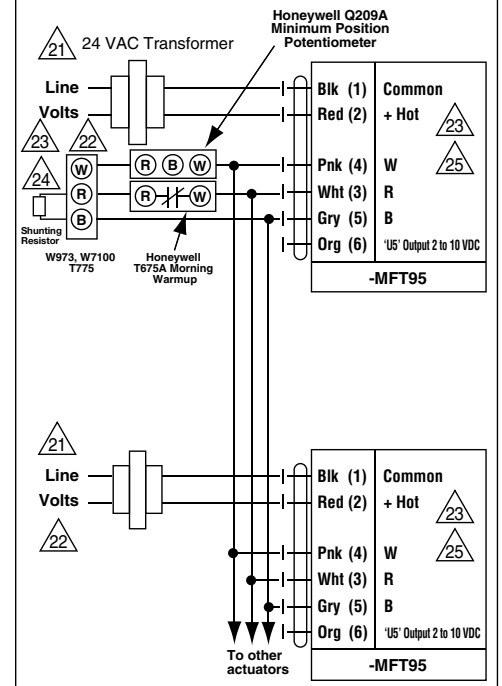 Honeywell Q209A
Minimum Position
Potentiometer
21
24 VAC Transformer
Line
Volts
Blk (1) Common
Red (2) + Hot
23
23
22
24
W
R
B
R B W
R W
Pnk (4) W
25
Wht (3) R
Gry (5) B
Org (6) 'U5' Output 2 to 10 VDC
Shunting
Resistor
W973, W7100
T775
Honeywell
T675A Morning
Warmup
-MFT95
21
Line
Volts
22
Blk (1) Common
Red (2) + Hot
23
Pnk (4) W
25
Wht (3) R
Gry (5) B
Org (6) 'U5' Output 2 to 10 VDC
To other
actuators
-MFT95